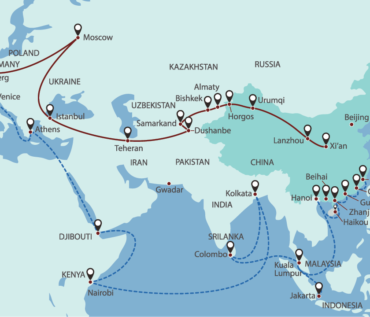 Moscow
POLAND
MANY
erg
KAZAKHSTAN
RUSSIA
UKRAINE
Almaty
Venice
Bishkek
Urumqi
UZBEKISTAN
Istanbul
Samarkand
Horgos
Beijing
Athens
Dushanbe
Lanzhou
Xi'an
Teheran
IRAN
PAKISTAN
CHINA
Beihai
Gwadar
Kolkata
Hanoi
INDIA
Gu
Zhanj
Haikou
DJIBOUTI
SRILANKA
Colombo
Kuala
Lumpur
MALAYSIA
KENYA
Nairobi
Jakarta
INDONESIA